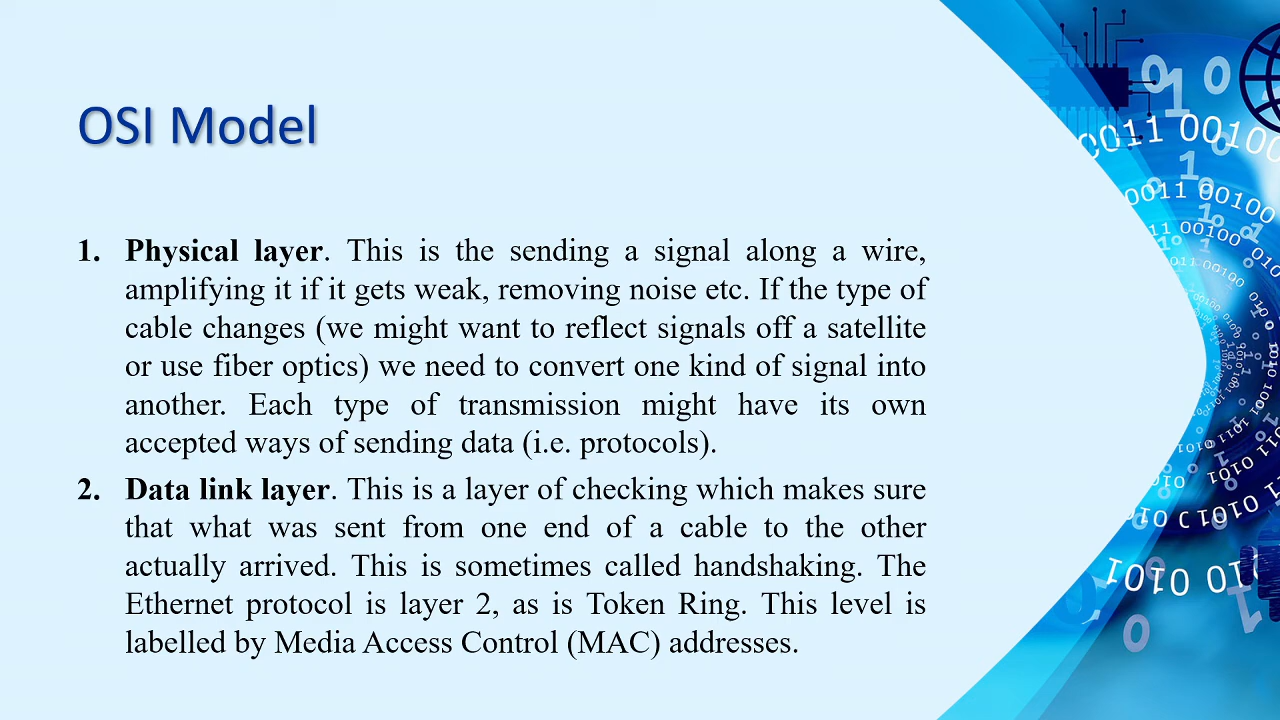 OSI Model
1. Physical layer. This is the sending a signal along a wire,
amplifying it if it gets weak, removing noise etc. If the type of
cable changes (we might want to reflect signals off a satellite
or use fiber optics) we need to convert one kind of signal into
another. Each type of transmission might have its own
accepted ways of sending data (i.e. protocols).
2. Data link layer. This is a layer of checking which makes sure
that what was sent from one end of a cable to the other
actually arrived. This is sometimes called handshaking. The
Ethernet protocol is layer 2, as is Token Ring. This level is
labelled by Media Access Control (MAC) addresses.